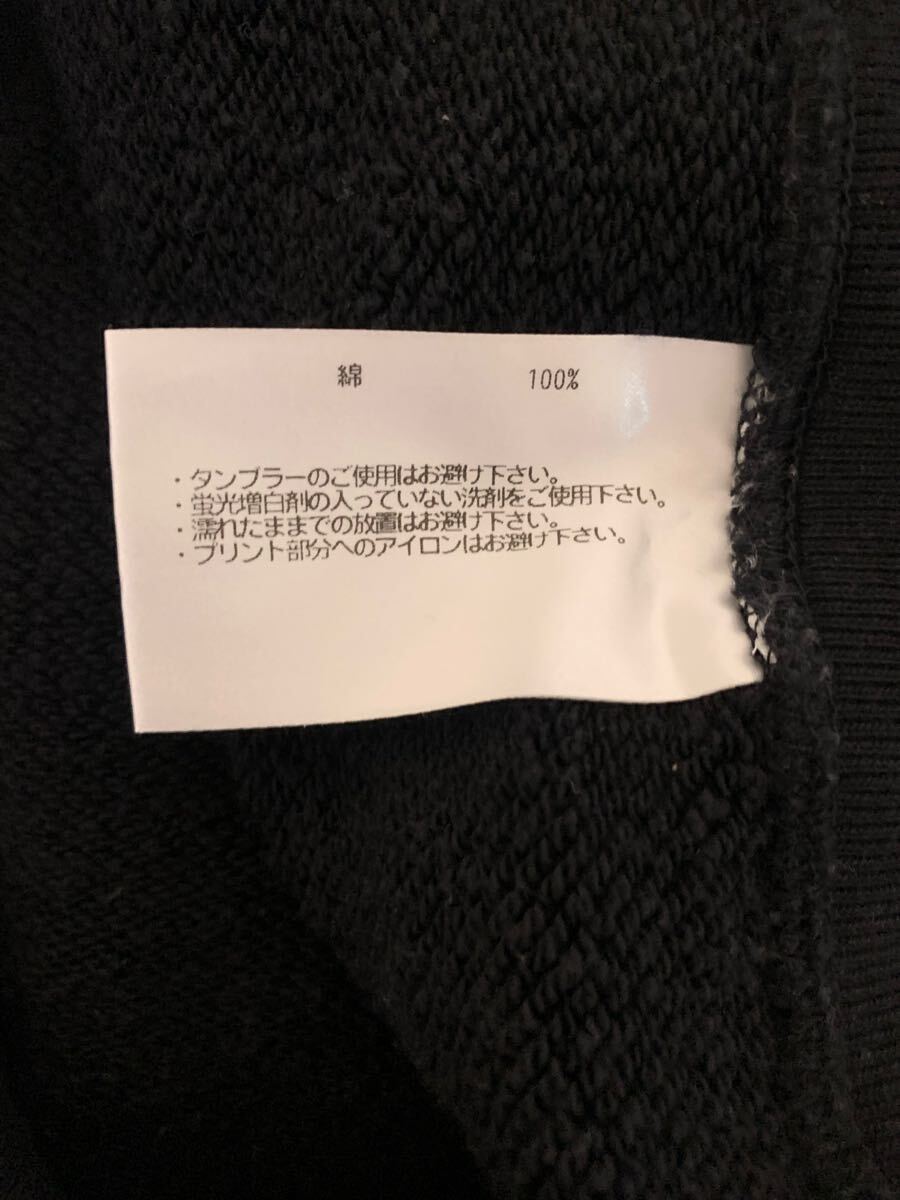 綿 100%
・タンブラーのご使用はお避け下さい。
・蛍光増白剤の入っていない洗剤をご使用下さい。
・濡れたままでの放置はお避け下さい。
・プリント部分へのアイロンはお避け下さい。